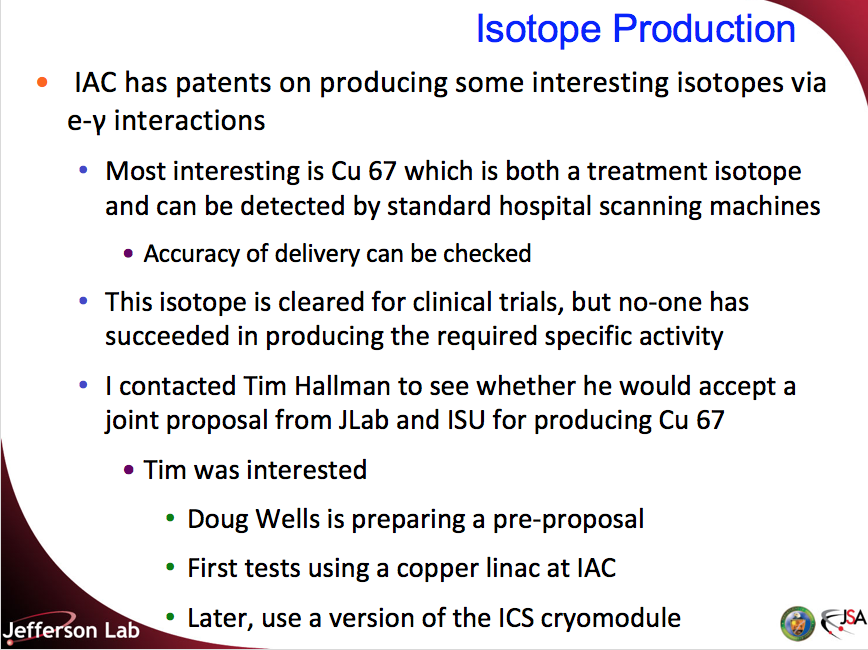 Isotope Production
• IAC has patents on producing some interesting isotopes via
e-γ interactions
• Most interesting is Cu 67 which is both a treatment isotope
and can be detected by standard hospital scanning machines
• Accuracy of delivery can be checked
• This isotope is cleared for clinical trials, but no-one has
succeeded in producing the required specific activity
• I contacted Tim Hallman to see whether he would accept a
joint proposal from JLab and ISU for producing Cu 67
• Tim was interested
• Doug Wells is preparing a pre-proposal
• First tests using a copper linac at IAC
• Later, use a version of the ICS cryomodule
Jefferson Lab
JSA